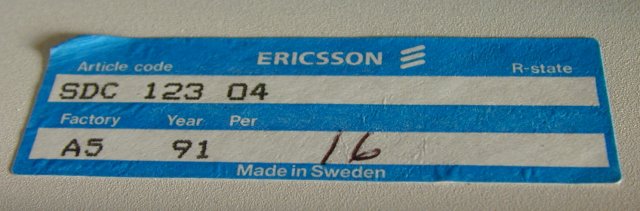 ERICSSON
Article code R-state
SDC 123 04
Factory Year Per
A5 91 16
Made in Sweden